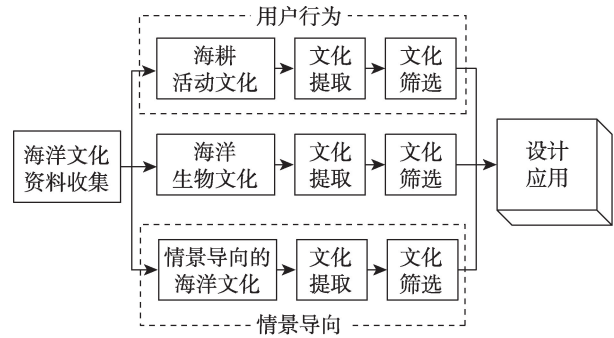 用户行为
海耕
活动文化
文化
提取
文化
筛选
海洋文化
资料收集
海洋
生物文化
文化
提取
文化
筛选
设计
应用
情景导向的
海洋文化
文化
提取
文化
筛选
情景导向